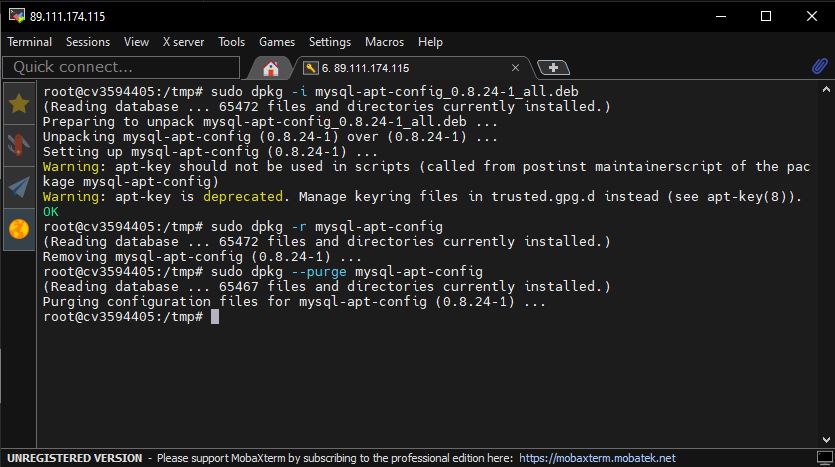 89.111.174.115
Terminal Sessions View X server Tools Games Settings Macros Help
Quick connect...
6. 89.111.174.115
root@cv3594405:/tmp# sudo dpkg -i mysql-apt-config_0.8.24-1_all.deb
(Reading database ... 65472 files and directories currently installed.)
Preparing to unpack mysql-apt-config_0.8.24-1_all.deb ...
Unpacking mysql-apt-config (0.8.24-1) over (0.8.24-1) ...
Setting up mysql-apt-config (0.8.24-1) ...
Warning: apt-key should not be used in scripts (called from postinst maintainerscript of the pac
kage mysql-apt-config)
Warning: apt-key is deprecated. Manage keyring files in trusted.gpg.d instead (see apt-key(8)).
OK
root@cv3594405:/tmp# sudo dpkg -r mysql-apt-config
(Reading database ... 65472 files and directories currently installed.)
Removing mysql-apt-config (0.8.24-1) ...
root@cv3594405:/tmp# sudo dpkg --purge mysql-apt-config
(Reading database ... 65467 files and directories currently installed.)
Purging configuration files for mysql-apt-config (0.8.24-1) ...
root@cv3594405:/tmp#
UNREGISTERED VERSION - Please support MobaXterm by subscribing to the professional edition here: https://mobaxterm.mobatek.net